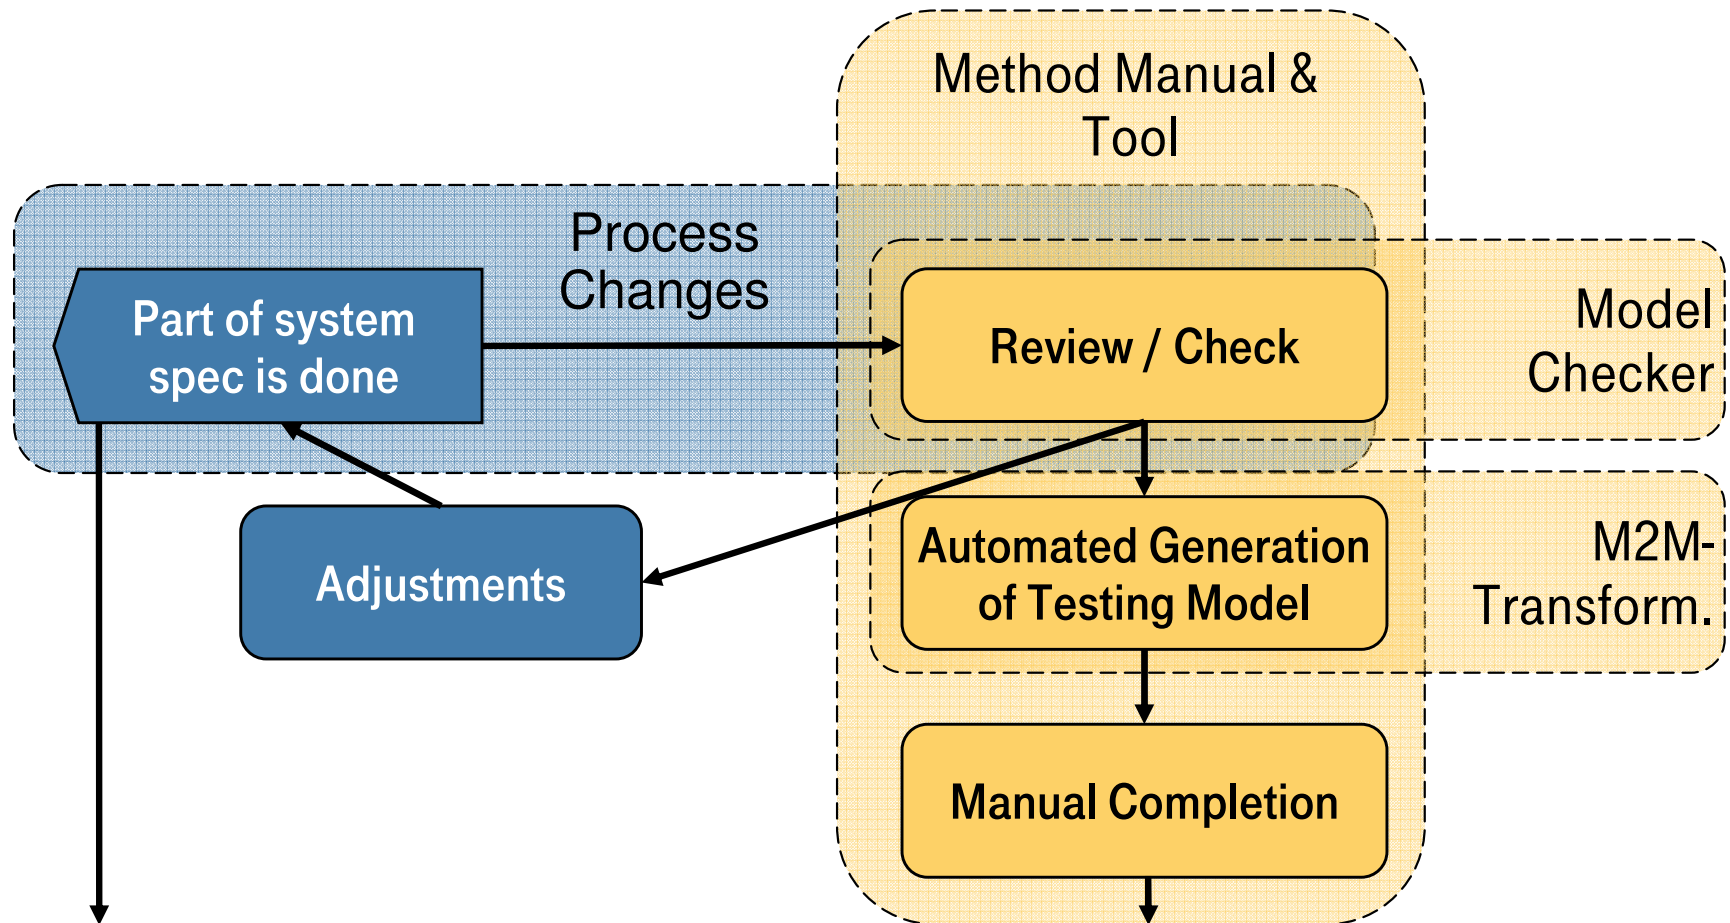 Method Manual &
Tool
Process
Changes
Part of system
spec is done
Review / Check
Model
Checker
Adjustments
Automated Generation
of Testing Model
M2M-
Transform.
Manual Completion